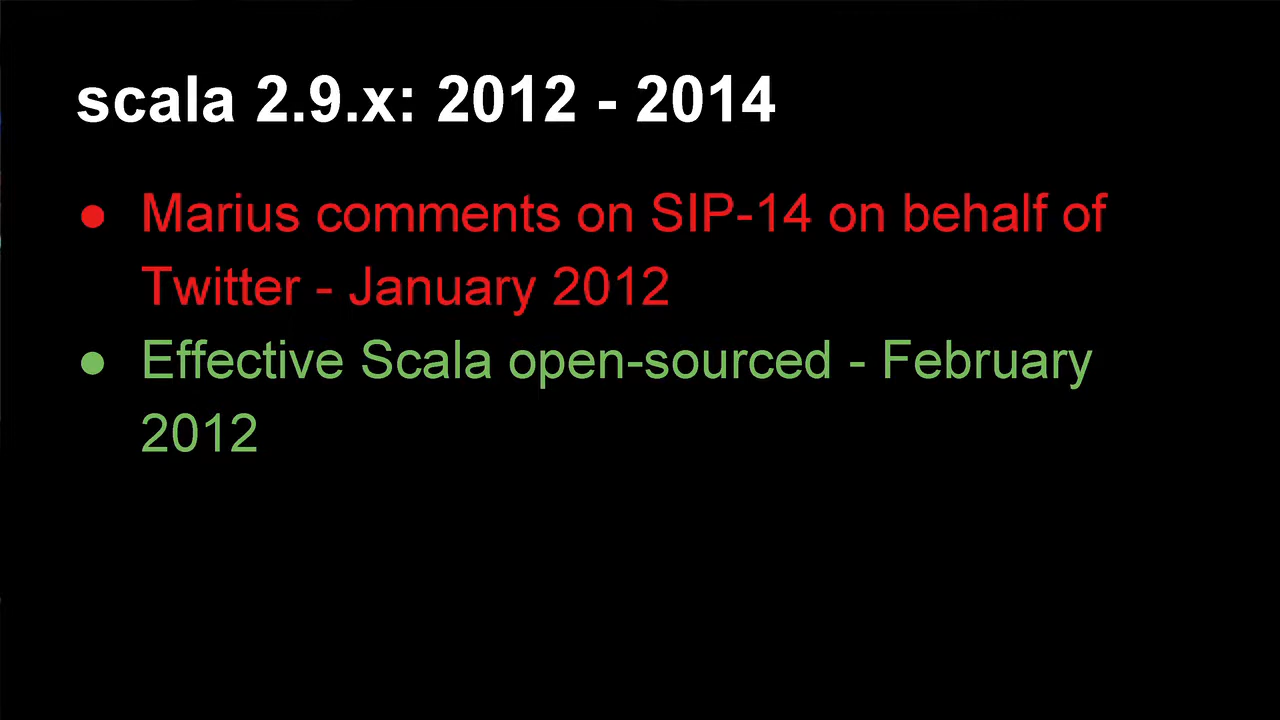 scala 2.9.x: 2012 - 2014
● Marius comments on SIP-14 on behalf of
Twitter - January 2012
● Effective Scala open-sourced - February
2012